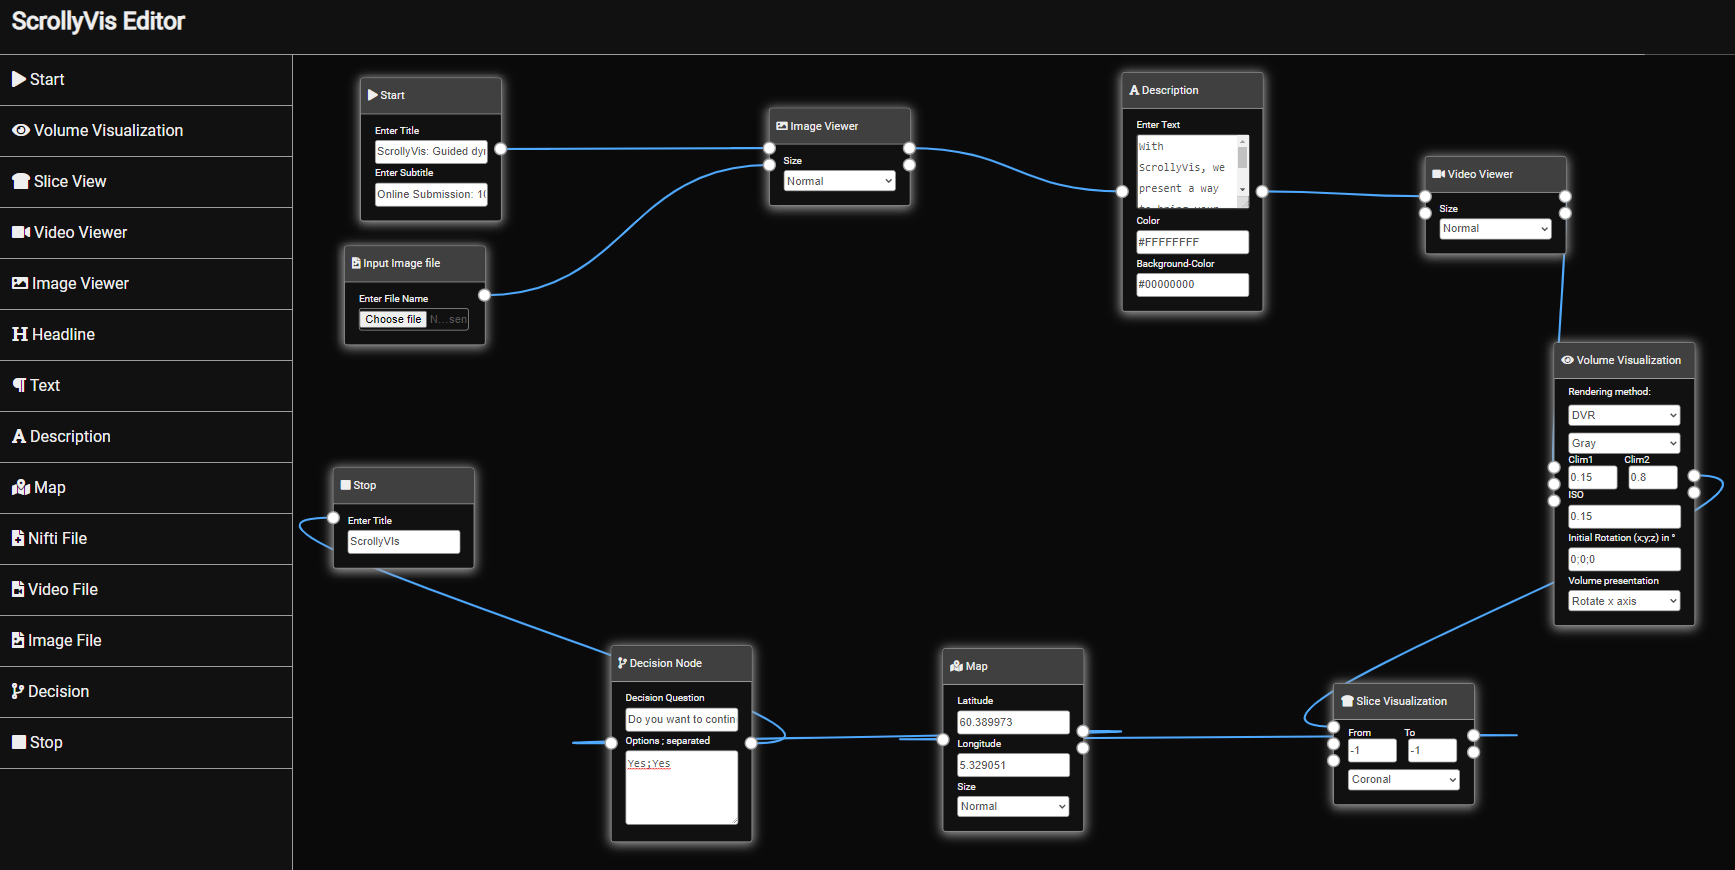 ScrollyVis Editor
Start
Volume Visualization
Slice View
Video Viewer
Image Viewer
Headline
Text
Description
Map
Nifti File
Video File
Image File
Decision
Stop
Start
Enter Title
ScrollyVis: Guided dyn
Enter Subtitle
Online Submission: 10
Input Image file
Enter File Name
Choose file N...sen
Image Viewer
Size
Normal
Description
Enter Text
With
ScrollyVis, we
present a way
to bring your
Color
#FFFFFFFF
Background-Color
#00000000
Video Viewer
Size
Normal
Volume Visualization
Rendering method:
DVR
Gray
Clim1 Clim2
0.15 0.8
ISO
0.15
Initial Rotation (x;y;z) in °
0;0;0
Volume presentation
Rotate x axis
Stop
Enter Title
ScrollyVIs
Decision Node
Decision Question
Do you want to contin
Options ; separated
Yes;Yes
Map
Latitude
60.389973
Longitude
5.329051
Size
Normal
Slice Visualization
From To
-1 -1
Coronal